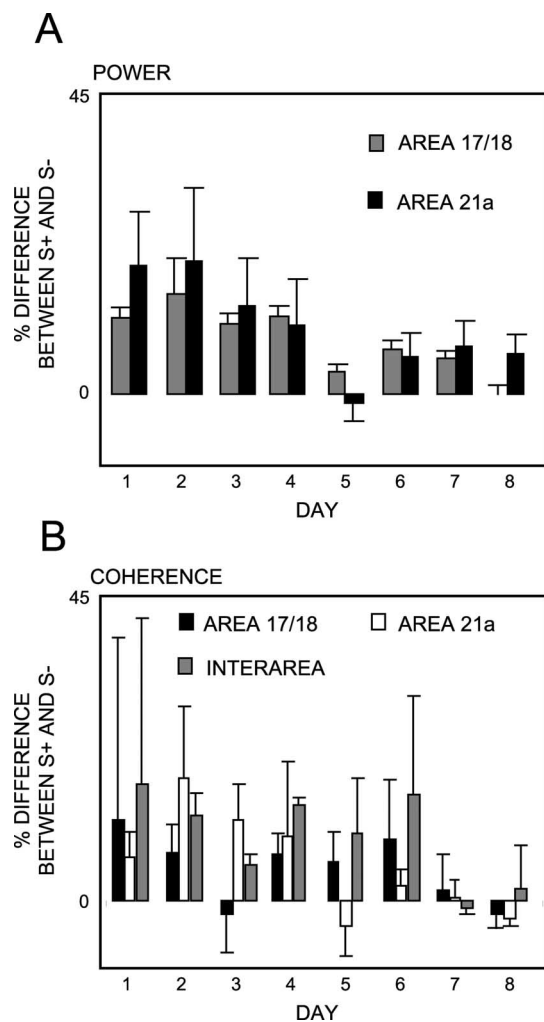 A
POWER
45
AREA 17/18
AREA 21a
% DIFFERENCE
BETWEEN S+ AND S-
0
1 2 3 4 5 6 7 8
DAY
B
COHERENCE
45
AREA 17/18 AREA 21a
INTERAREA
% DIFFERENCE
BETWEEN S+ AND S-
0
1 2 3 4 5 6 7 8
DAY